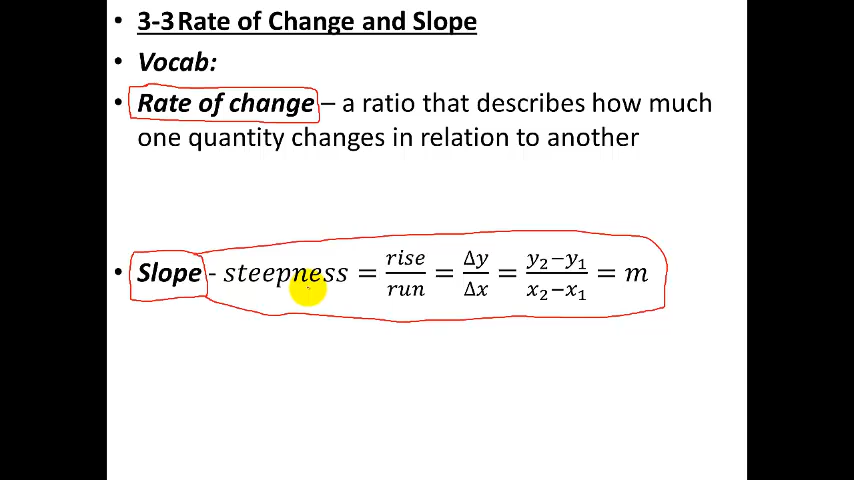 • 3-3 Rate of Change and Slope
• Vocab:
• Rate of change – a ratio that describes how much
one quantity changes in relation to another
• Slope - steepness = rise/run = Δy/Δx = (y₂−y₁)/(x₂−x₁) = m